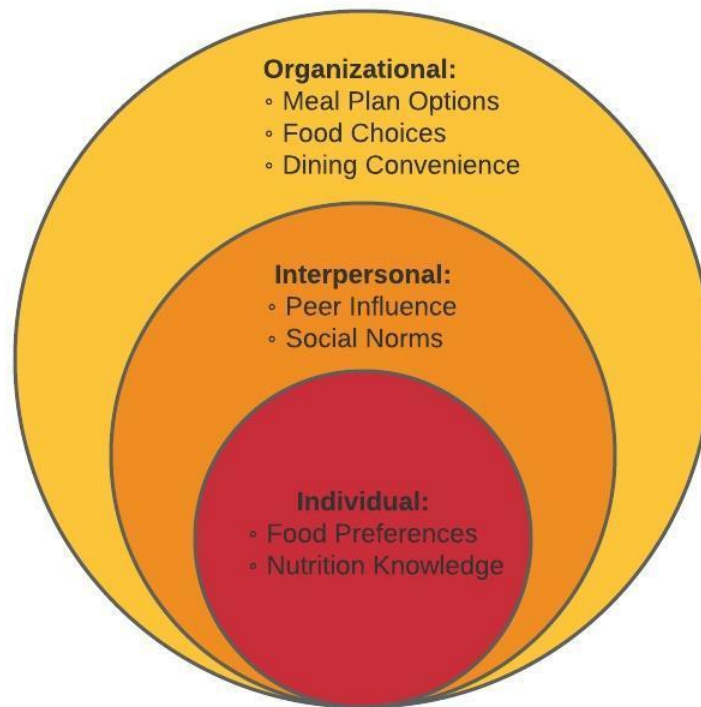 Organizational:
◦ Meal Plan Options
◦ Food Choices
◦ Dining Convenience
Interpersonal:
◦ Peer Influence
◦ Social Norms
Individual:
◦ Food Preferences
◦ Nutrition Knowledge